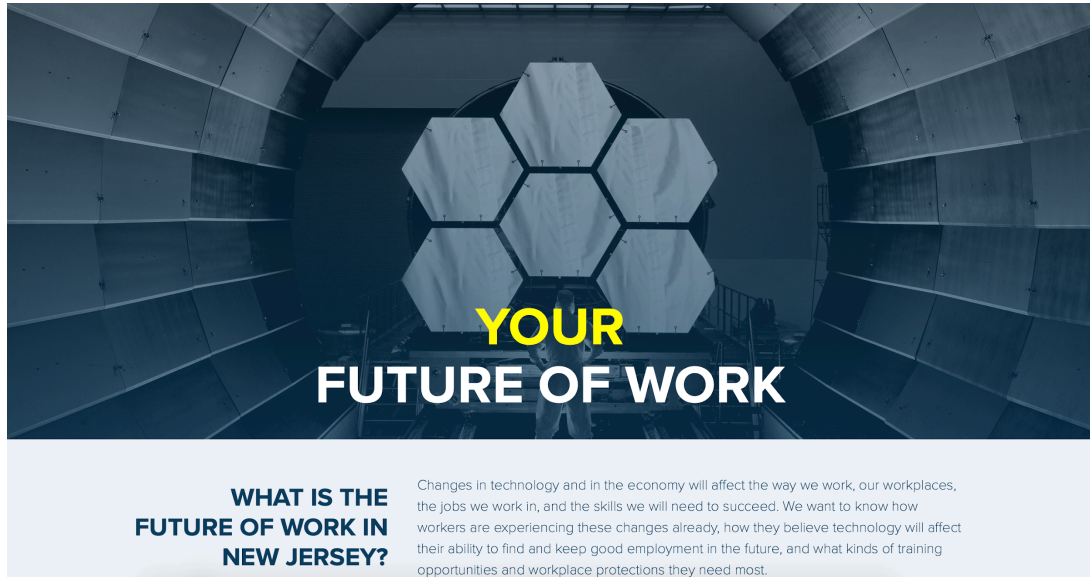 YOUR
FUTURE OF WORK
WHAT IS THE
FUTURE OF WORK IN
NEW JERSEY?
Changes in technology and in the economy will affect the way we work, our workplaces,
the jobs we work in, and the skills we will need to succeed. We want to know how
workers are experiencing these changes already, how they believe technology will affect
their ability to find and keep good employment in the future, and what kinds of training
opportunities and workplace protections they need most.